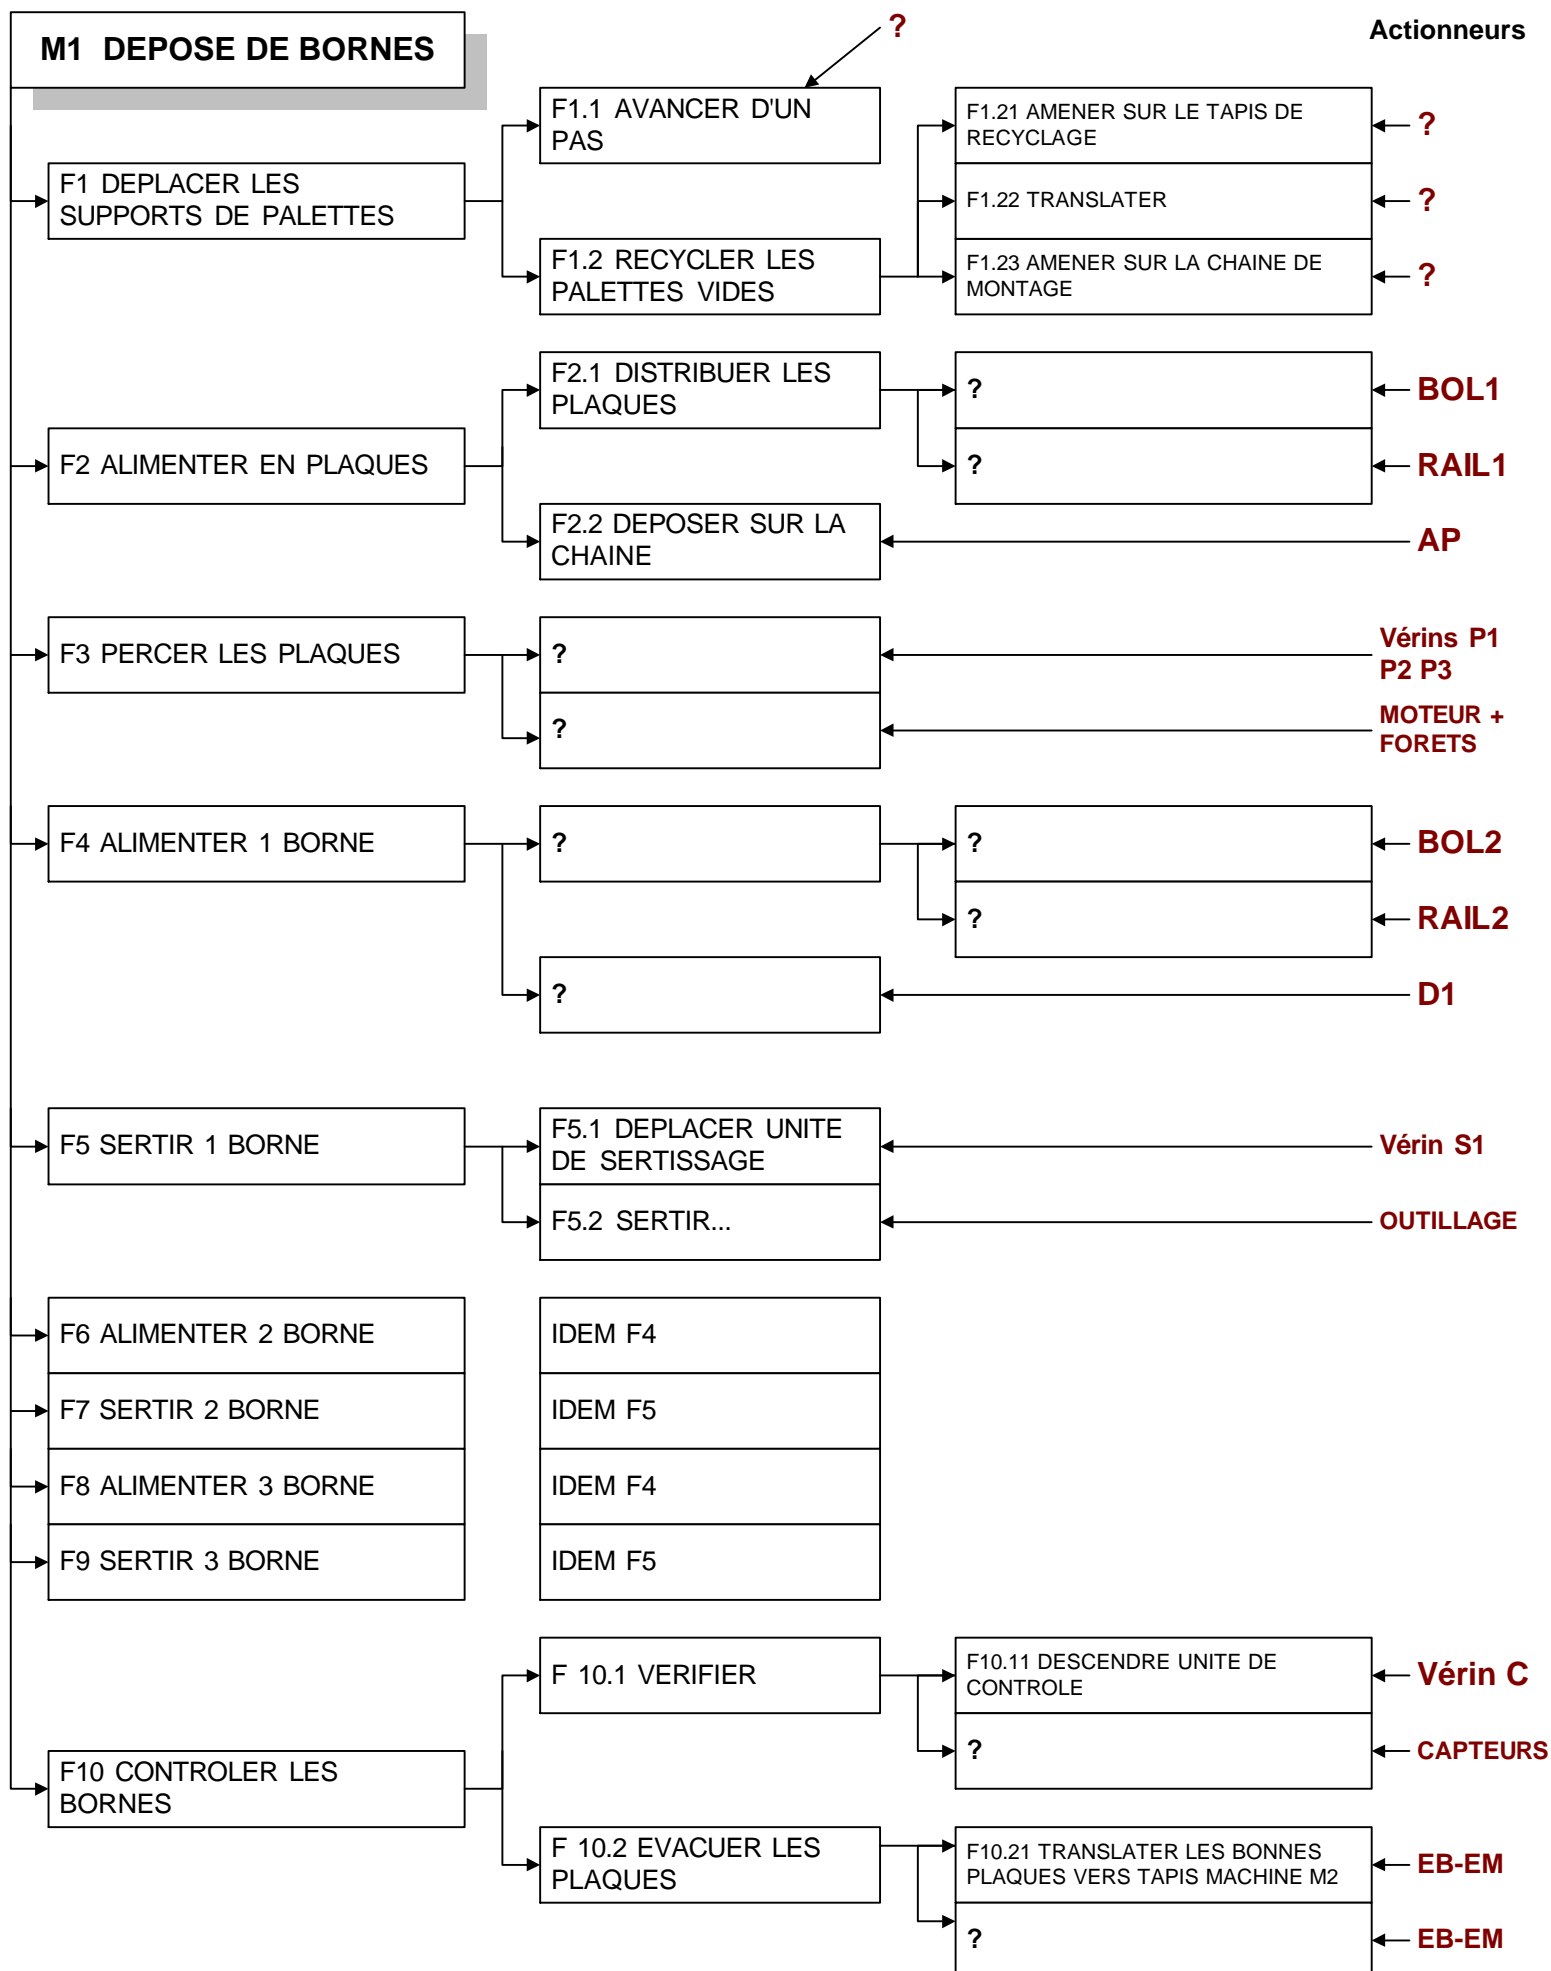 ?
Actionneurs
M1 DEPOSE DE BORNES
F1.1 AVANCER D'UN
PAS
F1.21 AMENER SUR LE TAPIS DE
RECYCLAGE
?
F1 DEPLACER LES
SUPPORTS DE PALETTES
F1.22 TRANSLATER
?
F1.2 RECYCLER LES
PALETTES VIDES
F1.23 AMENER SUR LA CHAINE DE
MONTAGE
?
F2.1 DISTRIBUER LES
PLAQUES
?
BOL1
F2 ALIMENTER EN PLAQUES
?
RAIL1
F2.2 DEPOSER SUR LA
CHAINE
AP
F3 PERCER LES PLAQUES
?
Vérins P1
P2 P3
?
MOTEUR +
FORETS
F4 ALIMENTER 1 BORNE
?
?
BOL2
?
RAIL2
?
D1
F5 SERTIR 1 BORNE
F5.1 DEPLACER UNITE
DE SERTISSAGE
Vérin S1
F5.2 SERTIR...
OUTILLAGE
F6 ALIMENTER 2 BORNE
IDEM F4
F7 SERTIR 2 BORNE
IDEM F5
F8 ALIMENTER 3 BORNE
IDEM F4
F9 SERTIR 3 BORNE
IDEM F5
F 10.1 VERIFIER
F10.11 DESCENDRE UNITE DE
CONTROLE
Vérin C
?
CAPTEURS
F10 CONTROLER LES
BORNES
F 10.2 EVACUER LES
PLAQUES
F10.21 TRANSLATER LES BONNES
PLAQUES VERS TAPIS MACHINE M2
EB-EM
?
EB-EM